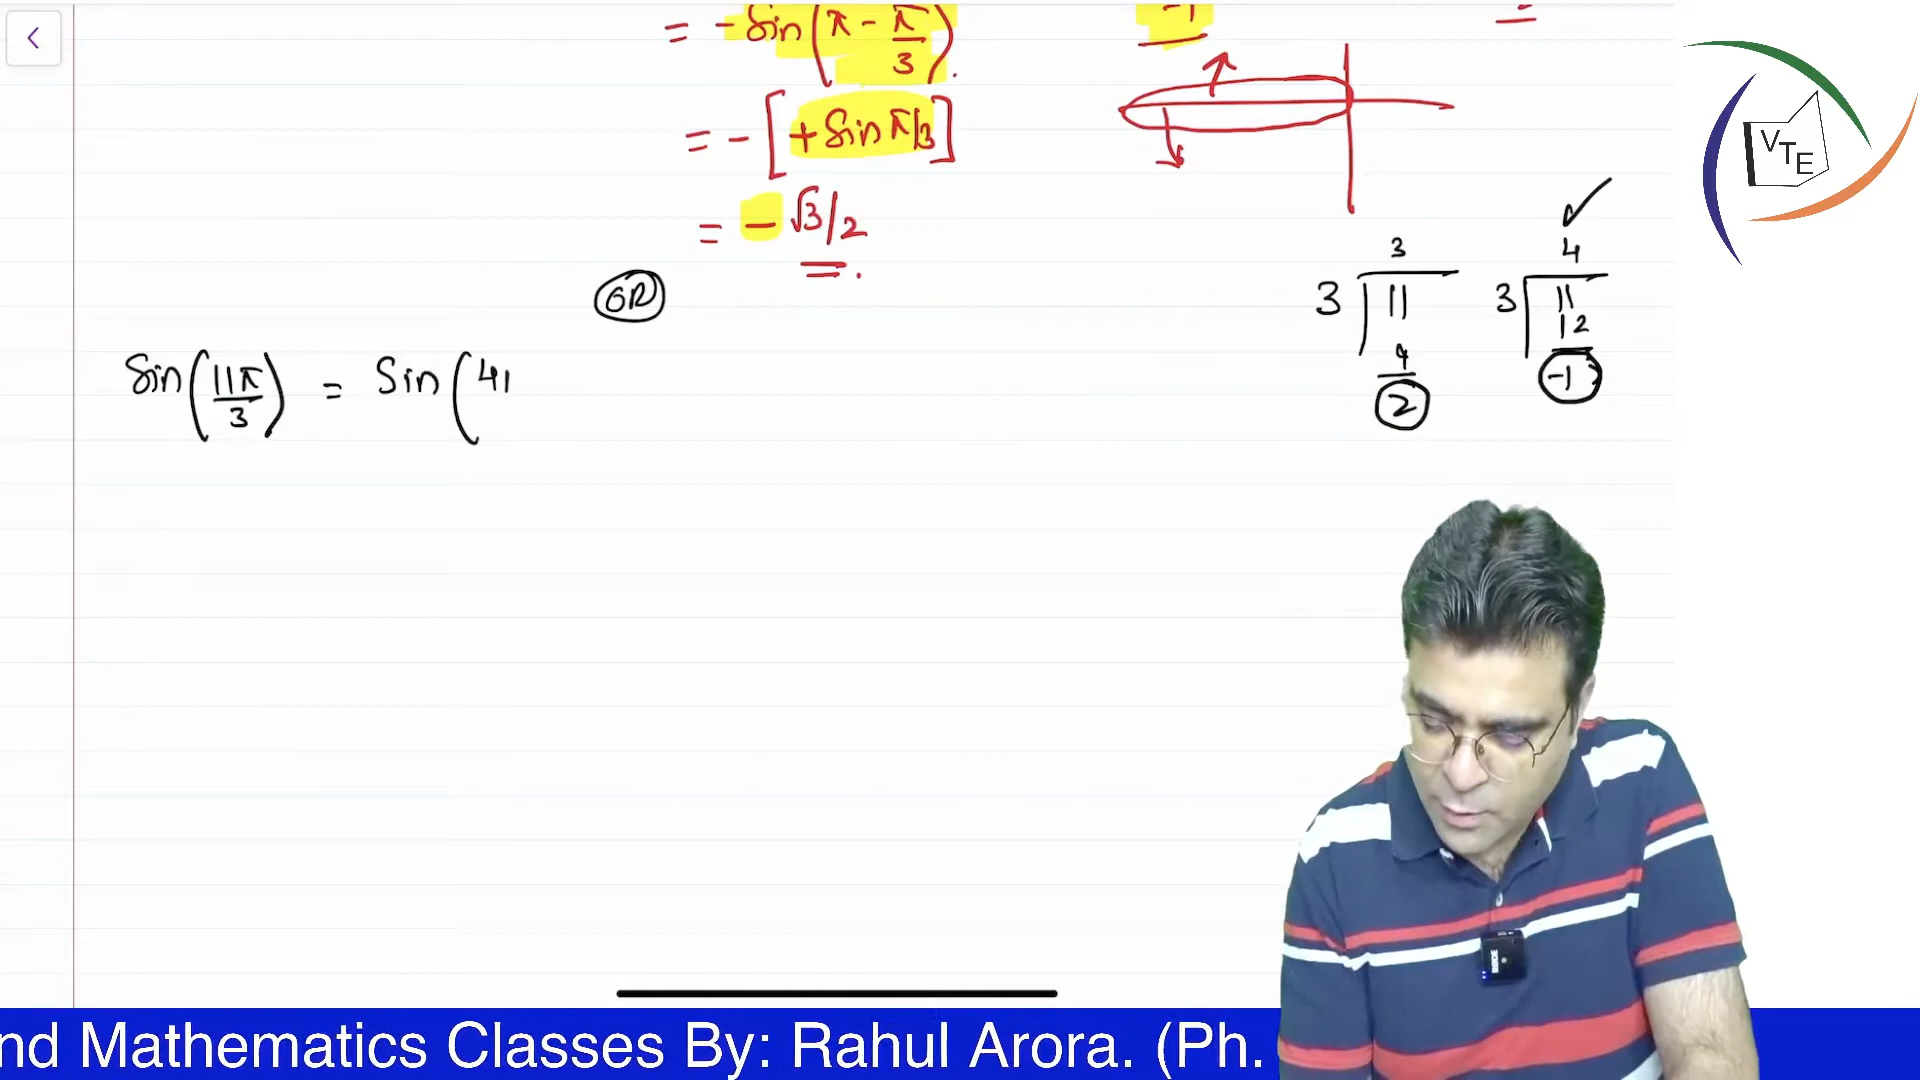 = -Sin(π - π/3).
-1
= -[+Sin π/3]
= -√3/2
OR
3
4
3 11
3 11
9
12
2
-1
Sin(11π/3) = Sin(4
VTE
nd Mathematics Classes By: Rahul Arora. (Ph.